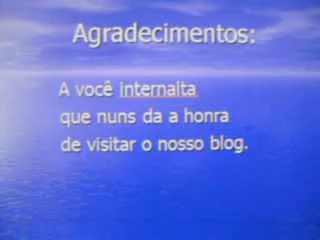 Agradecimentos:
A você internalta
que nuns da a honra
de visitar o nosso blog.